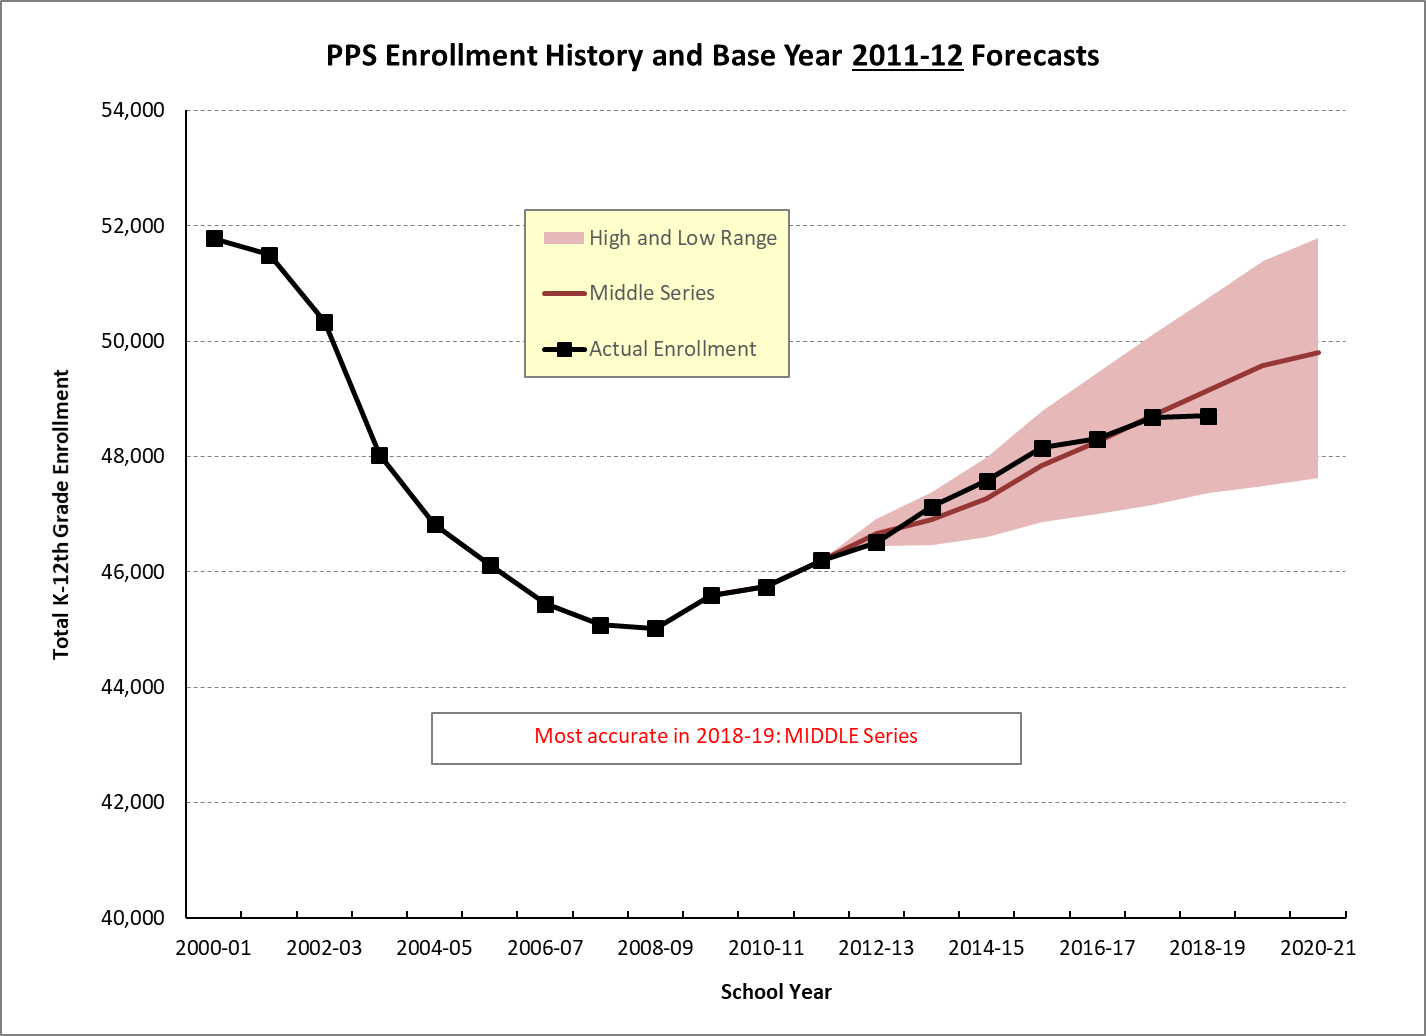 PPS Enrollment History and Base Year 2011-12 Forecasts
54,000
52,000
50,000
48,000
46,000
44,000
42,000
40,000
Total K-12th Grade Enrollment
High and Low Range
Middle Series
Actual Enrollment
Most accurate in 2018-19: MIDDLE Series
2000-01 2002-03 2004-05 2006-07 2008-09 2010-11 2012-13 2014-15 2016-17 2018-19 2020-21
School Year